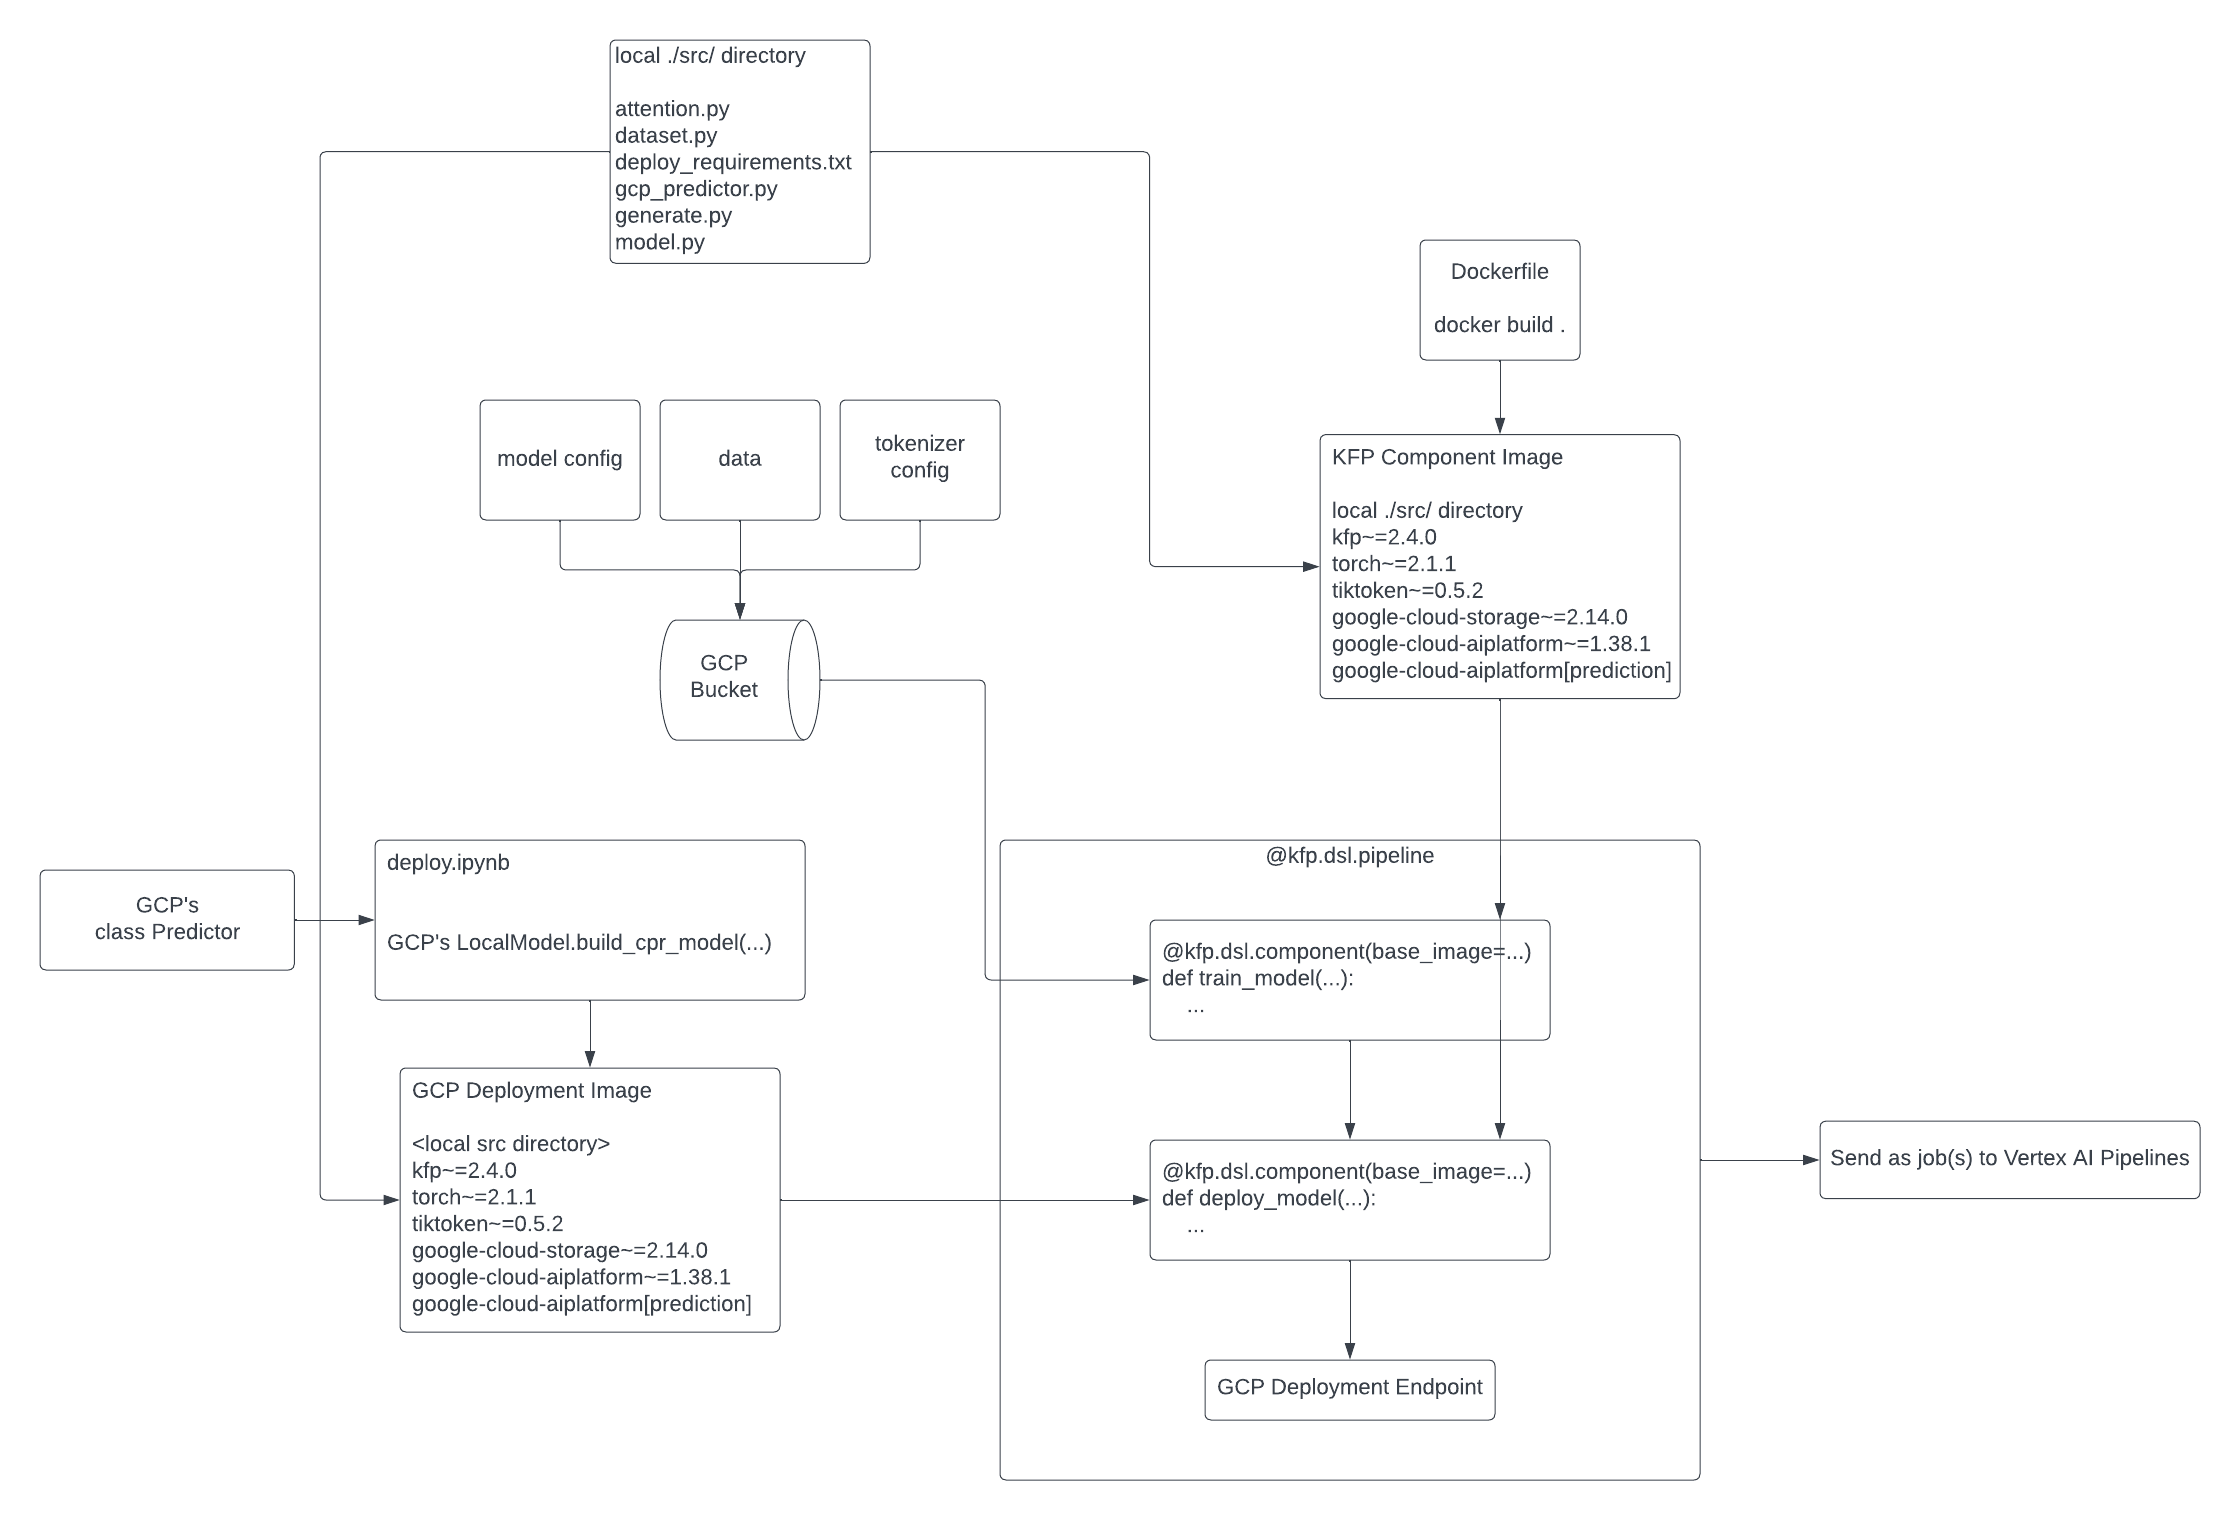 local ./src/ directory
attention.py
dataset.py
deploy_requirements.txt
gcp_predictor.py
generate.py
model.py
Dockerfile
docker build .
model config
data
tokenizer
config
KFP Component Image
local ./src/ directory
kfp~=2.4.0
torch~=2.1.1
tiktoken~=0.5.2
google-cloud-storage~=2.14.0
google-cloud-aiplatform~=1.38.1
google-cloud-aiplatform[prediction]
GCP
Bucket
GCP's
class Predictor
deploy.ipynb
GCP's LocalModel.build_cpr_model(...)
GCP Deployment Image
<local src directory>
kfp~=2.4.0
torch~=2.1.1
tiktoken~=0.5.2
google-cloud-storage~=2.14.0
google-cloud-aiplatform~=1.38.1
google-cloud-aiplatform[prediction]
@kfp.dsl.pipeline
@kfp.dsl.component(base_image=...)
def train_model(...):
...
@kfp.dsl.component(base_image=...)
def deploy_model(...):
...
GCP Deployment Endpoint
Send as job(s) to Vertex AI Pipelines